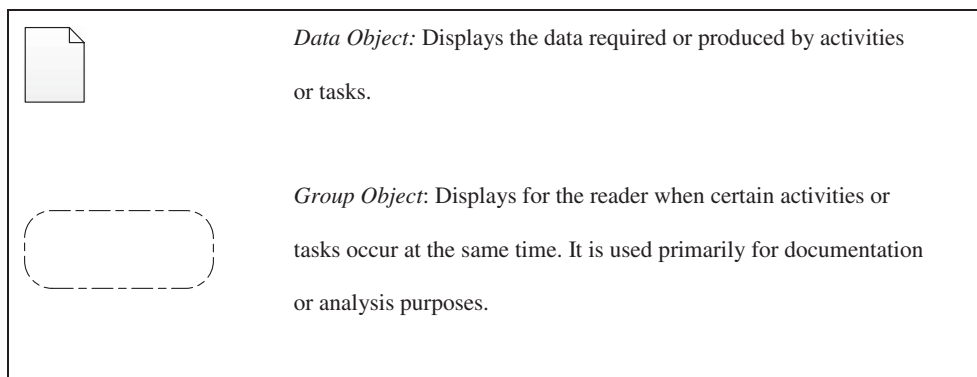 Data Object: Displays the data required or produced by activities
or tasks.
Group Object: Displays for the reader when certain activities or
tasks occur at the same time. It is used primarily for documentation
or analysis purposes.